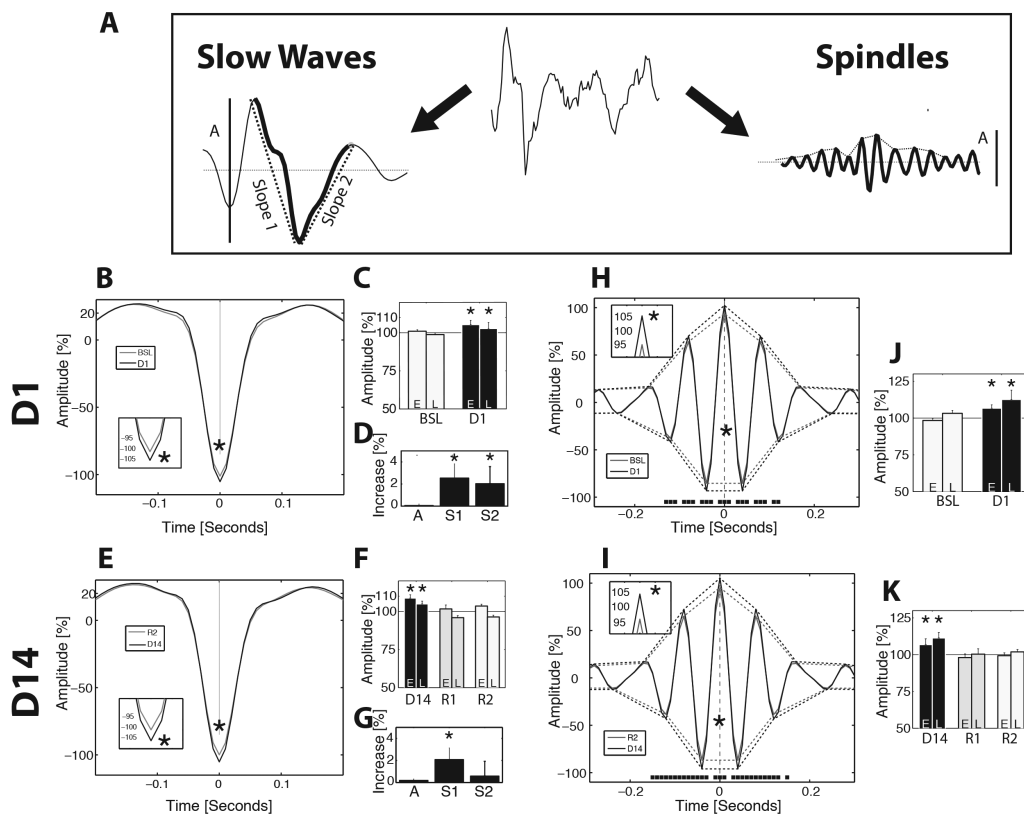 A
Slow Waves
Spindles
A
Slope 1
Slope 2
A
D1
B
Amplitude [%]
20
0
−50
−100
BSL
D1
-95
-100
-105
*
*
−0.1
0.1
Time [Seconds]
C
Amplitude [%]
110
100
75
50
* *
E L E L
BSL D1
D
Increase [%]
4
2
0
* *
A S1 S2
H
Amplitude [%]
100
50
0
−50
−100
105
100
95
*
*
BSL
D1
−0.2
0
0.2
Time [Seconds]
J
Amplitude [%]
125
100
75
50
* *
E L E L
BSL D1
D14
E
Amplitude [%]
20
0
−50
−100
R2
D14
-95
-100
-105
*
*
−0.1
0.1
Time [Seconds]
F
Amplitude [%]
110
100
75
50
* *
E L E L E L
D14 R1 R2
G
Increase [%]
4
2
0
*
A S1 S2
I
Amplitude [%]
100
50
0
−50
−100
105
100
95
*
*
R2
D14
−0.2
0
0.2
Time [Seconds]
K
Amplitude [%]
125
100
75
50
* *
E L E L E L
D14 R1 R2